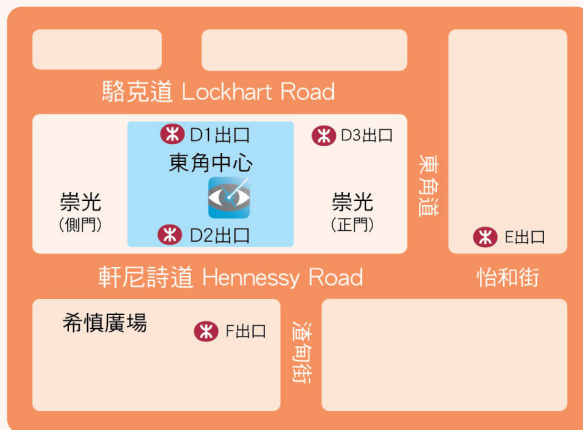 駱克道 Lockhart Road
D1出口
D3出口
東角中心
東角道
崇光
(側門)
崇光
(正門)
D2出口
E出口
軒尼詩道 Hennessy Road
怡和街
希慎廣場
F出口
渣甸街